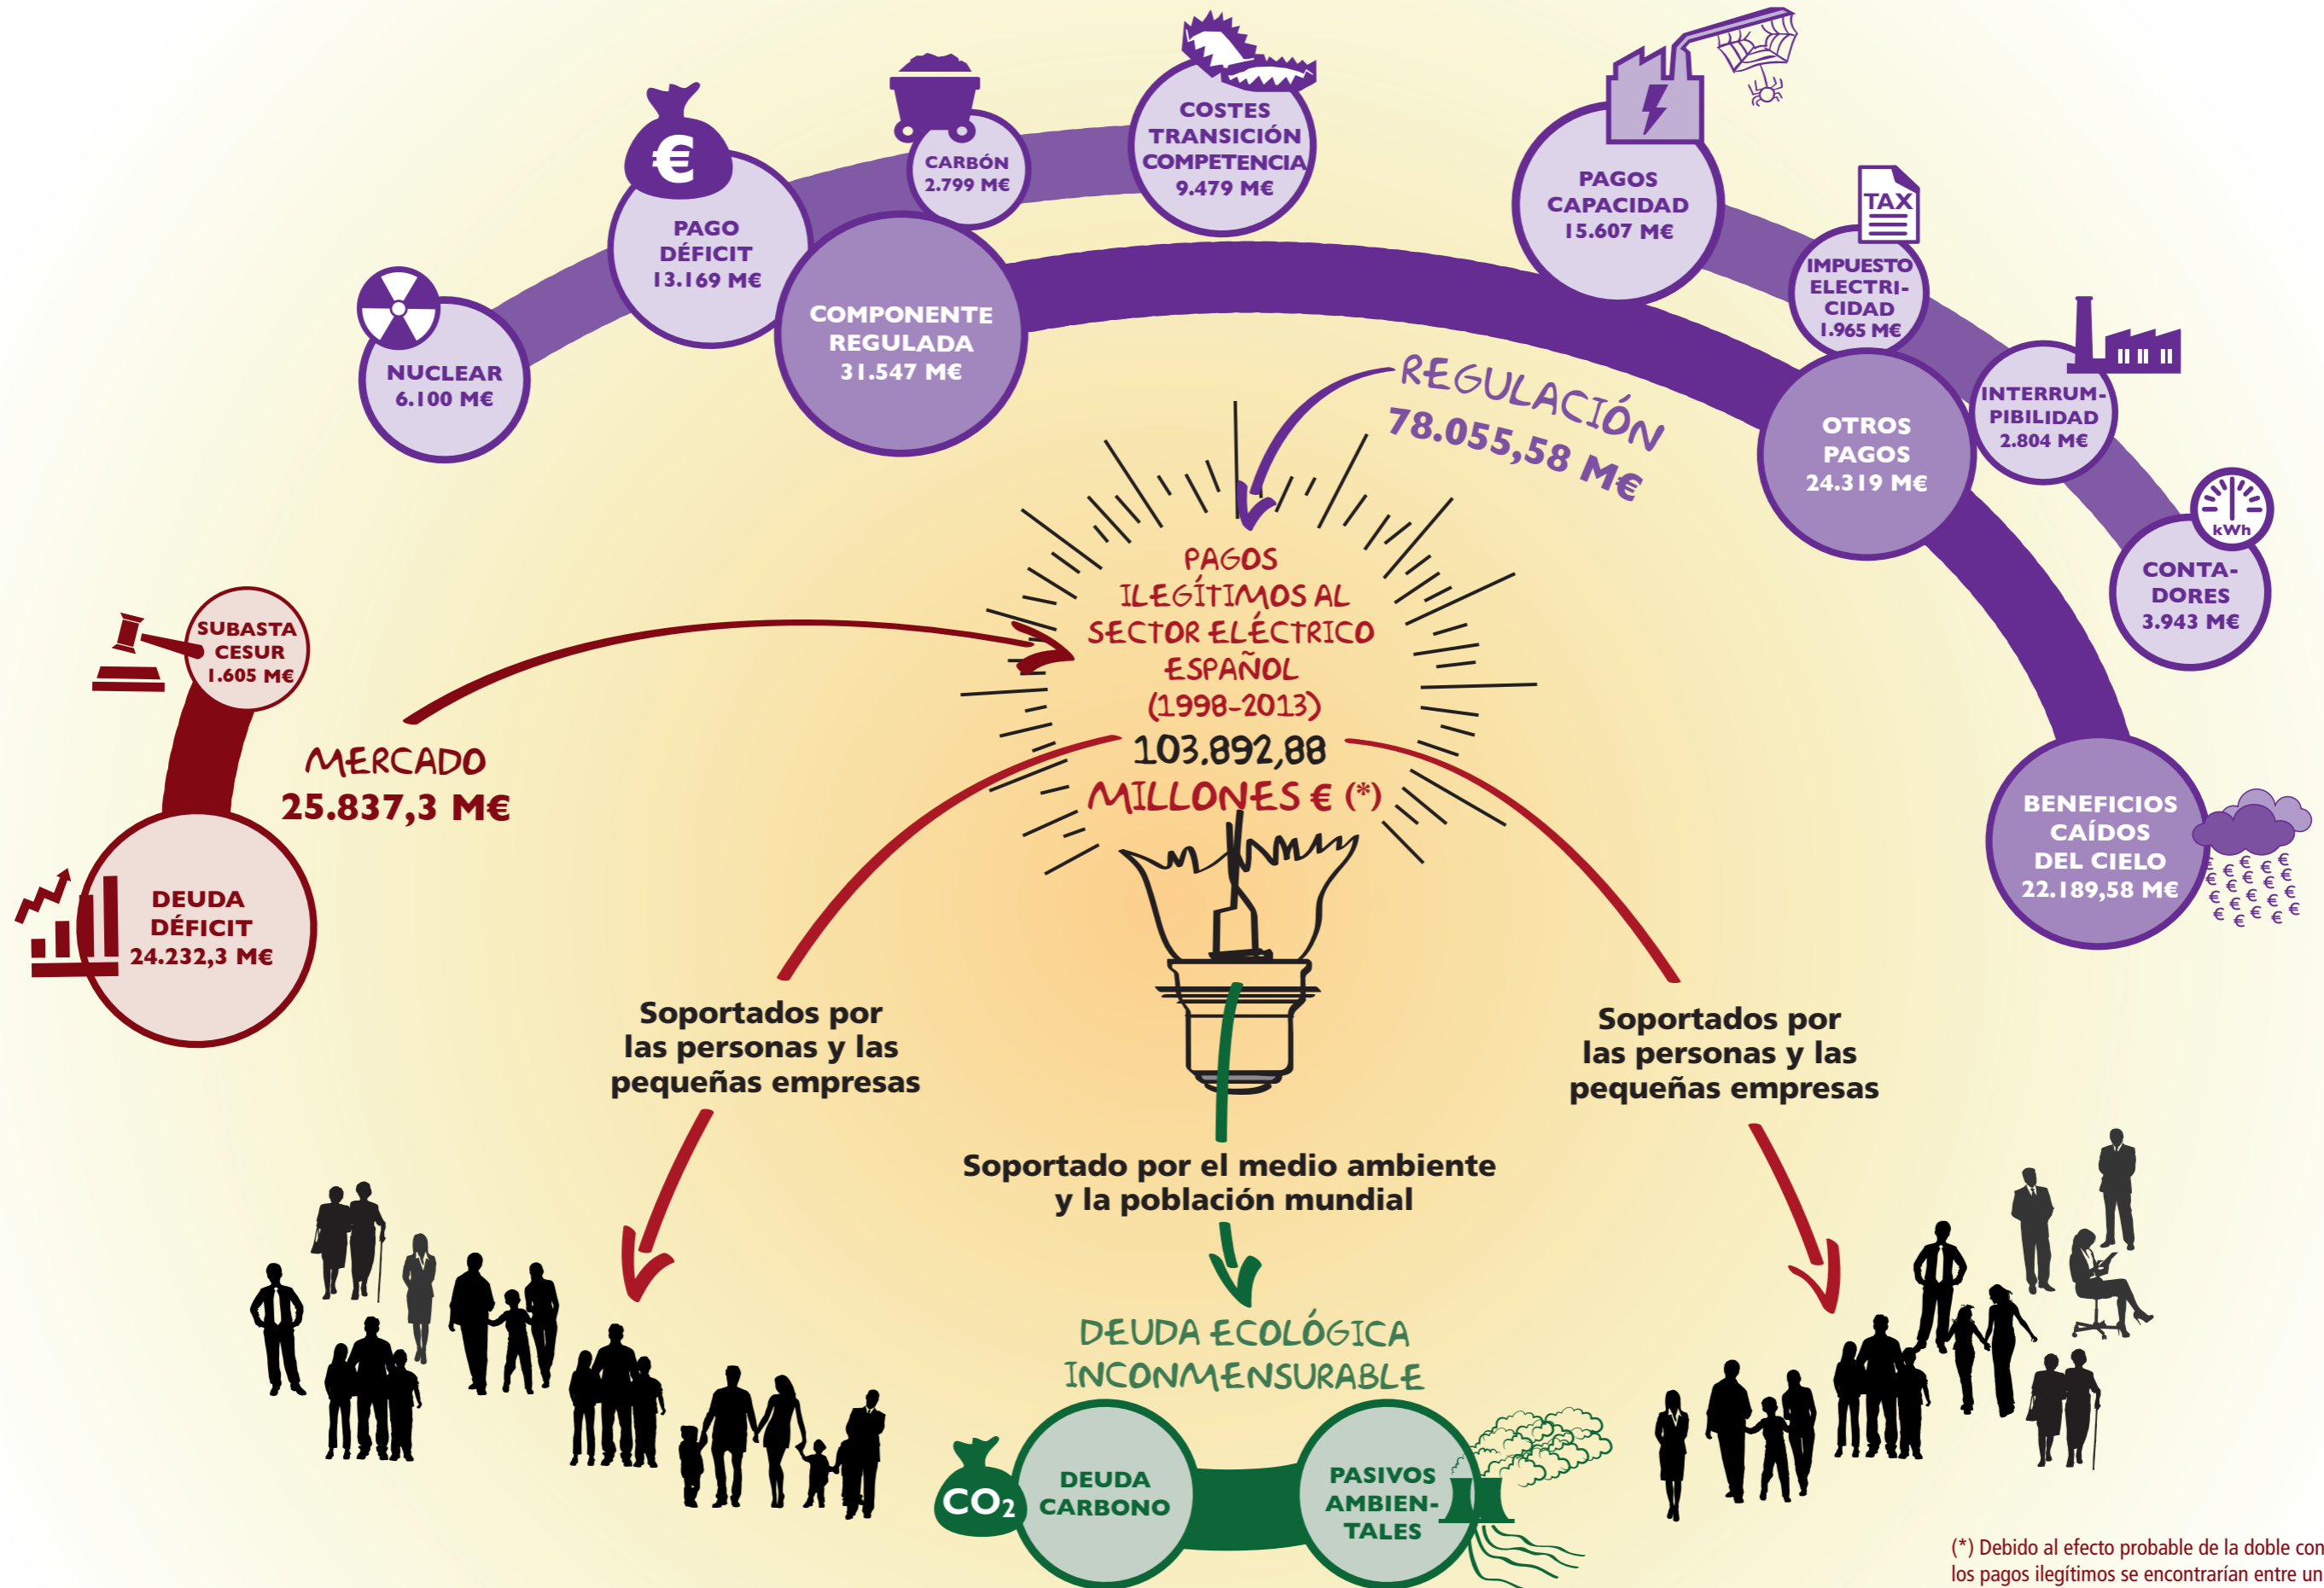 €
CARBÓN
2.799 M€
COSTES
TRANSICIÓN
COMPETENCIA
9.479 M€
PAGO
DÉFICIT
13.169 M€
NUCLEAR
6.100 M€
COMPONENTE
REGULADA
31.547 M€
PAGOS
CAPACIDAD
15.607 M€
TAX
IMPUESTO
ELECTRI-
CIDAD
1.965 M€
INTERRUM-
PIBILIDAD
2.804 M€
OTROS
PAGOS
24.319 M€
kWh
CONTA-
DORES
3.943 M€
REGULACIÓN
78.055,58 M€
BENEFICIOS
CAÍDOS
DEL CIELO
22.189,58 M€
€ € € €
€ € € € €
€ € € € €
€ € € € €
€ € € € €
SUBASTA
CESUR
1.605 M€
MERCADO
25.837,3 M€
DEUDA
DÉFICIT
24.232,3 M€
PAGOS
ILEGÍTIMOS AL
SECTOR ELÉCTRICO
ESPAÑOL
(1998-2013)
103.892,88
MILLONES € (*)
Soportados por
las personas y las
pequeñas empresas
Soportados por
las personas y las
pequeñas empresas
Soportado por el medio ambiente
y la población mundial
DEUDA ECOLÓGICA
INCONMENSURABLE
CO₂
DEUDA
CARBONO
PASIVOS
AMBIEN-
TALES
(*) Debido al efecto probable de la doble con
los pagos ilegítimos se encontrarían entre un